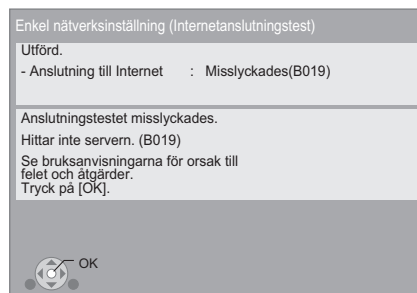 Enkel nätverksinställning (Internetanslutningstest)
Utförd.
- Anslutning till Internet : Misslyckades(B019)
Anslutningstestet misslyckades.
Hittar inte servern. (B019)
Se bruksanvisningarna för orsak till
felet och åtgärder.
Tryck på [OK].
OK